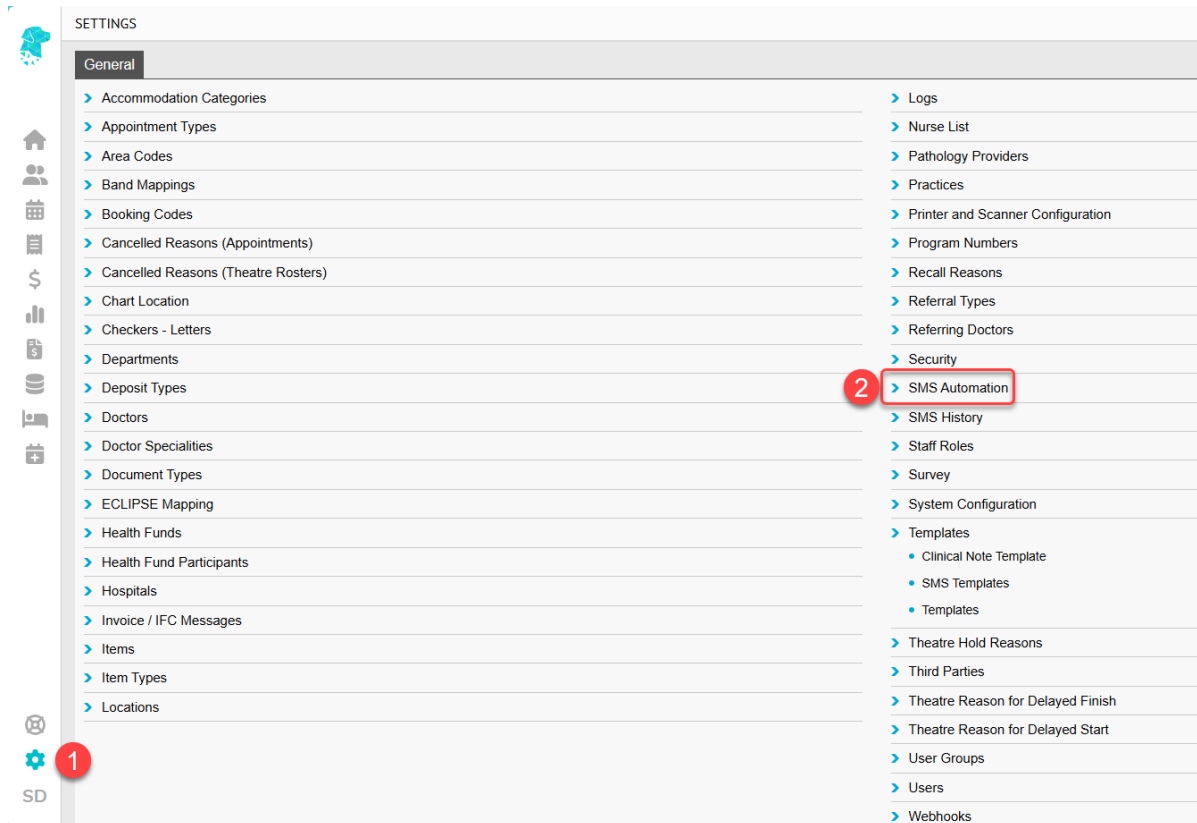 SETTINGS
General
Accommodation Categories
Appointment Types
Area Codes
Band Mappings
Booking Codes
Cancelled Reasons (Appointments)
Cancelled Reasons (Theatre Rosters)
Chart Location
Checkers - Letters
Departments
Deposit Types
Doctors
Doctor Specialities
Document Types
ECLIPSE Mapping
Health Funds
Health Fund Participants
Hospitals
Invoice / IFC Messages
Items
Item Types
Locations
Logs
Nurse List
Pathology Providers
Practices
Printer and Scanner Configuration
Program Numbers
Recall Reasons
Referral Types
Referring Doctors
Security
2 SMS Automation
SMS History
Staff Roles
Survey
System Configuration
Templates
Clinical Note Template
SMS Templates
Templates
Theatre Hold Reasons
Third Parties
Theatre Reason for Delayed Finish
Theatre Reason for Delayed Start
User Groups
Users
Webhooks
1
SD